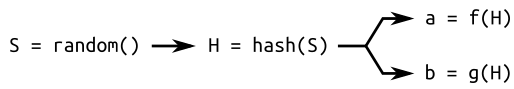 S = random()
H = hash(S)
a = f(H)
b = g(H)